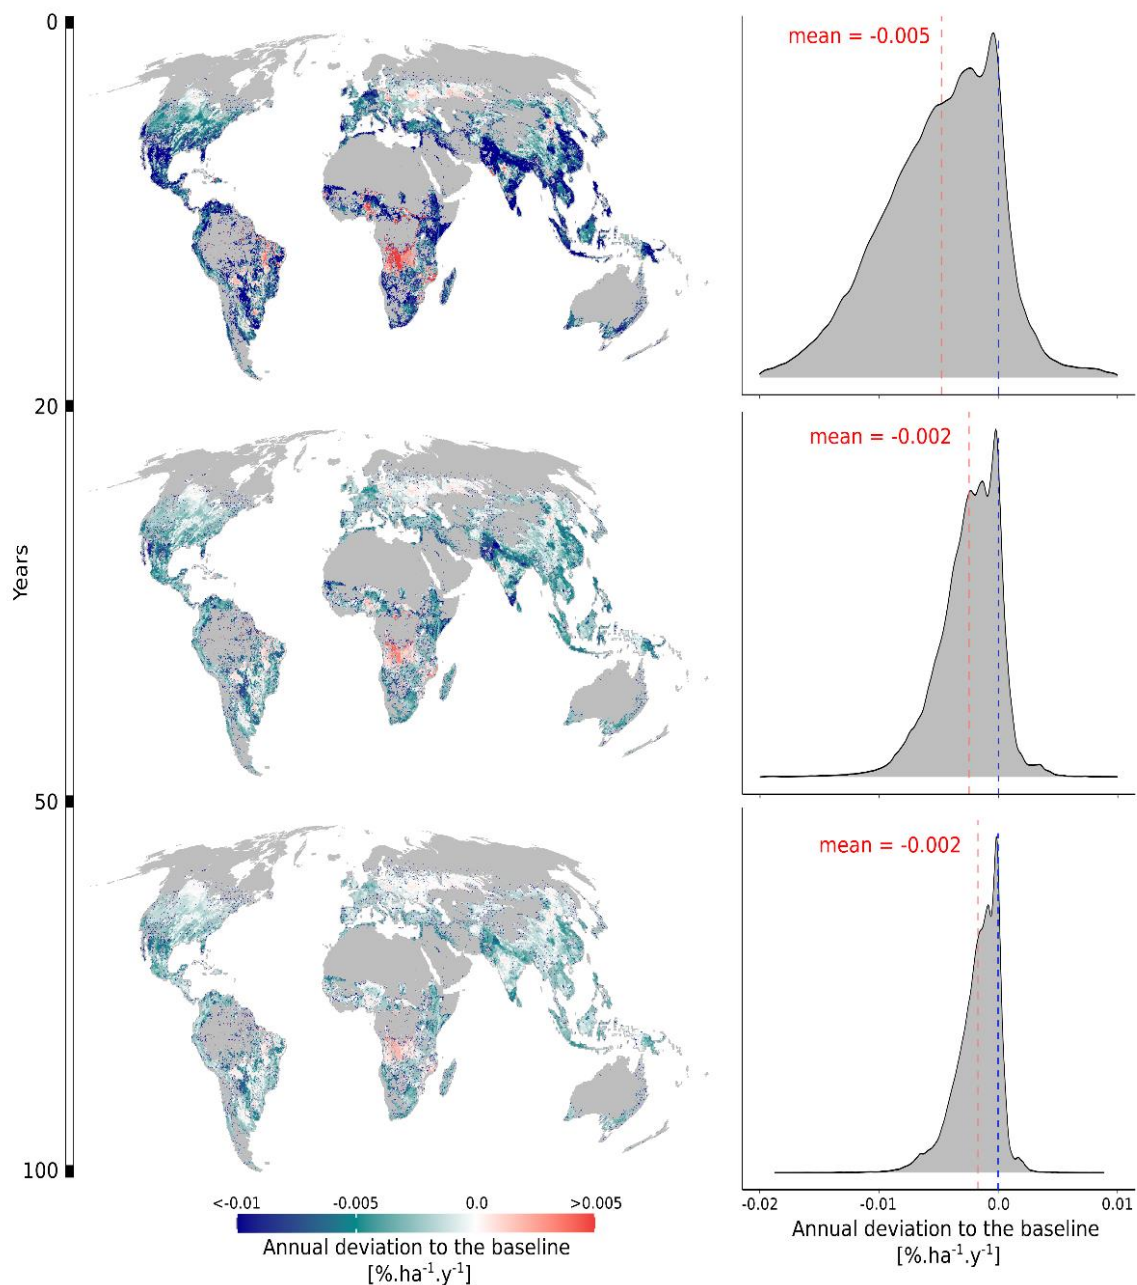 0
mean = -0.005
20
mean = -0.002
Years
50
mean = -0.002
100
<-0.01 -0.005 0.0 >0.005
Annual deviation to the baseline
[%.ha⁻¹.y⁻¹]
-0.02 -0.01 0.0 0.01
Annual deviation to the baseline
[%.ha⁻¹.y⁻¹]